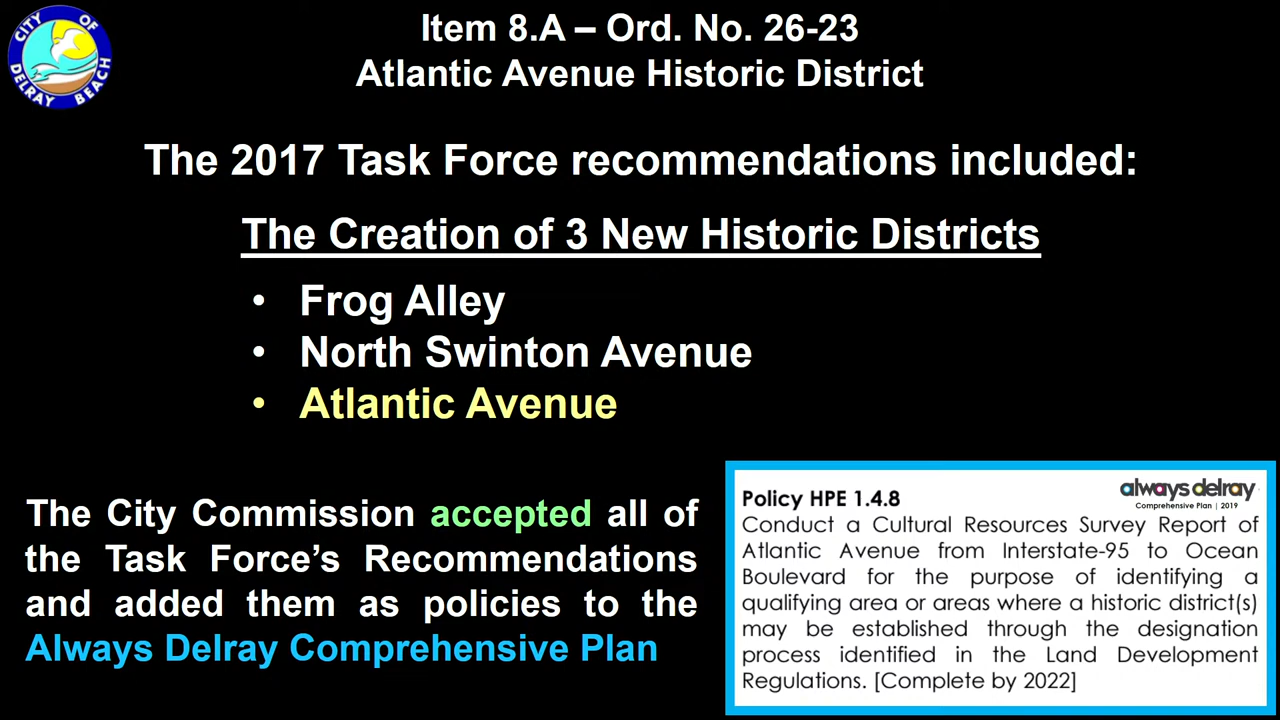 CITY OF
DELRAY BEACH
Item 8.A – Ord. No. 26-23
Atlantic Avenue Historic District
The 2017 Task Force recommendations included:
The Creation of 3 New Historic Districts
• Frog Alley
• North Swinton Avenue
• Atlantic Avenue
The City Commission accepted all of
the Task Force’s Recommendations
and added them as policies to the
Always Delray Comprehensive Plan
always delray
Comprehensive Plan | 2019
Policy HPE 1.4.8
Conduct a Cultural Resources Survey Report of
Atlantic Avenue from Interstate-95 to Ocean
Boulevard for the purpose of identifying a
qualifying area or areas where a historic district(s)
may be established through the designation
process identified in the Land Development
Regulations. [Complete by 2022]